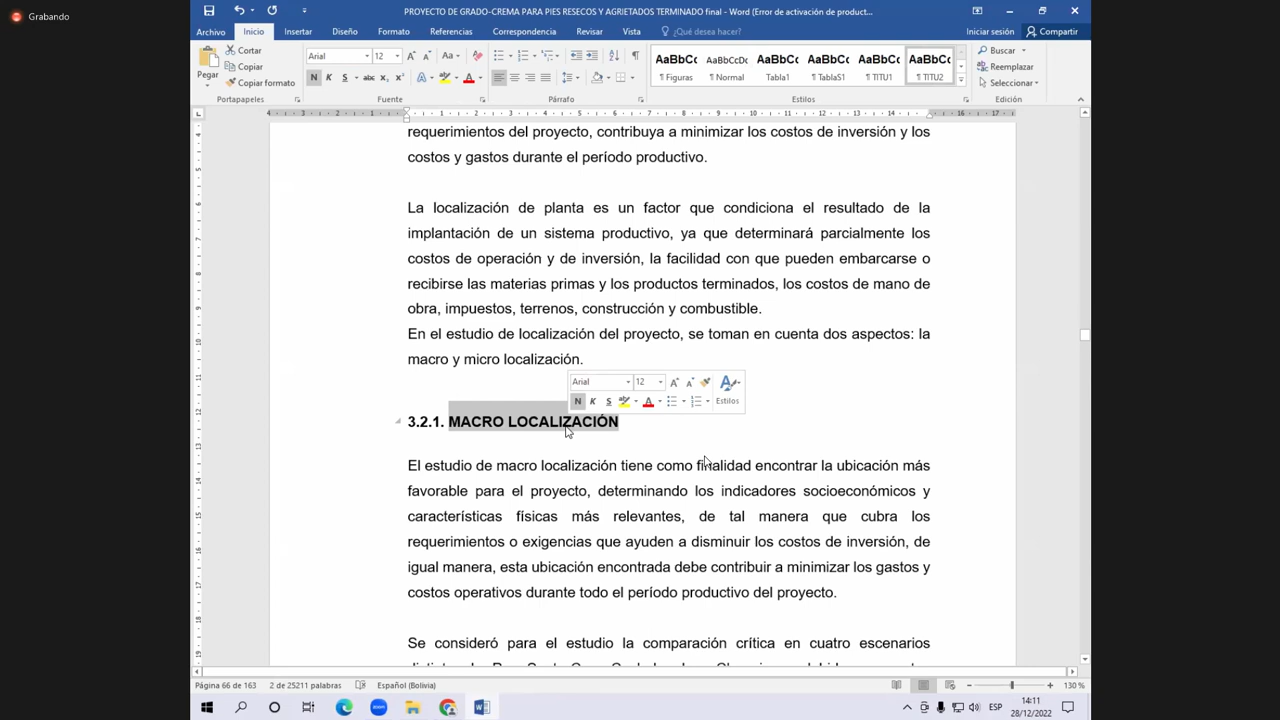 Grabando
PROYECTO DE GRADO-CREMA PARA PIES RESECOS Y AGRIETADOS TERMINADO final - Word (Error de activación de product...
Archivo Inicio Insertar Diseño Formato Referencias Correspondencia Revisar Vista ¿Qué desea hacer? Iniciar sesión Compartir
Pegar
Cortar
Copiar
Copiar formato
Arial 12
AaBbCc AaBbCcDc AaBbCc AaBbCc AaBbCc AaBbCc
¶ Figuras ¶ Normal Tabla1 ¶ TablaS1 ¶ TITU1 ¶ TITU2
Buscar
Reemplazar
Seleccionar
Portapapeles Fuente Párrafo Estilos Edición
requerimientos del proyecto, contribuya a minimizar los costos de inversión y los
costos y gastos durante el período productivo.
La localización de planta es un factor que condiciona el resultado de la
implantación de un sistema productivo, ya que determinará parcialmente los
costos de operación y de inversión, la facilidad con que pueden embarcarse o
recibirse las materias primas y los productos terminados, los costos de mano de
obra, impuestos, terrenos, construcción y combustible.
En el estudio de localización del proyecto, se toman en cuenta dos aspectos: la
macro y micro localización.
Arial 12
N K S Estilos
3.2.1. MACRO LOCALIZACIÓN
El estudio de macro localización tiene como finalidad encontrar la ubicación más
favorable para el proyecto, determinando los indicadores socioeconómicos y
características físicas más relevantes, de tal manera que cubra los
requerimientos o exigencias que ayuden a disminuir los costos de inversión, de
igual manera, esta ubicación encontrada debe contribuir a minimizar los gastos y
costos operativos durante todo el período productivo del proyecto.
Se consideró para el estudio la comparación crítica en cuatro escenarios
Página 66 de 163 2 de 25211 palabras Español (Bolivia) 130 %
zoom ESP 14:11
28/12/2022